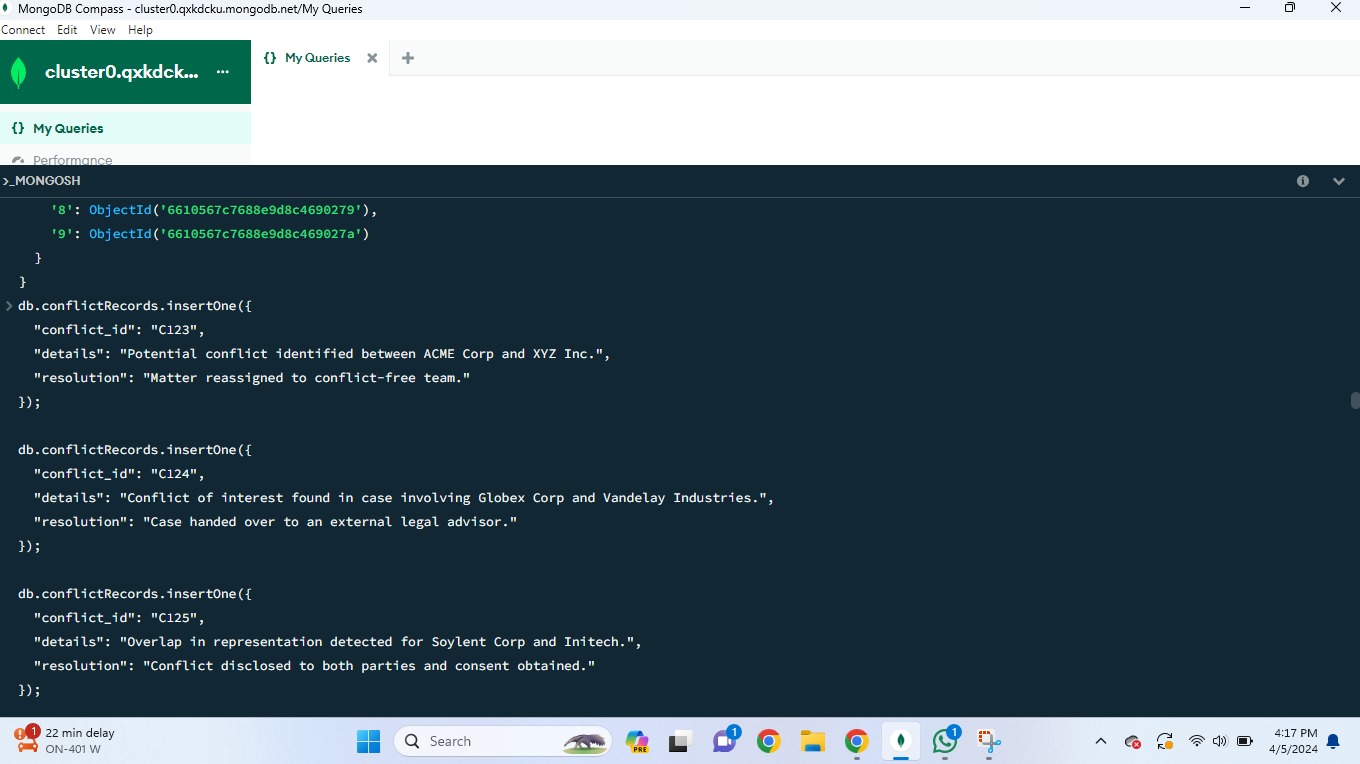 MongoDB Compass - cluster0.qxkdcku.mongodb.net/My Queries
Connect Edit View Help
cluster0.qxkdck... ...
{} My Queries
{} My Queries
Performance
>_MONGOSH
'8': ObjectId('6610567c7688e9d8c4690279'),
'9': ObjectId('6610567c7688e9d8c469027a')
}
}
> db.conflictRecords.insertOne({
"conflict_id": "C123",
"details": "Potential conflict identified between ACME Corp and XYZ Inc.",
"resolution": "Matter reassigned to conflict-free team."
});
db.conflictRecords.insertOne({
"conflict_id": "C124",
"details": "Conflict of interest found in case involving Globex Corp and Vandelay Industries.",
"resolution": "Case handed over to an external legal advisor."
});
db.conflictRecords.insertOne({
"conflict_id": "C125",
"details": "Overlap in representation detected for Soylent Corp and Initech.",
"resolution": "Conflict disclosed to both parties and consent obtained."
});
1
22 min delay
ON-401 W
Search
PRE
1
1
4:17 PM
4/5/2024